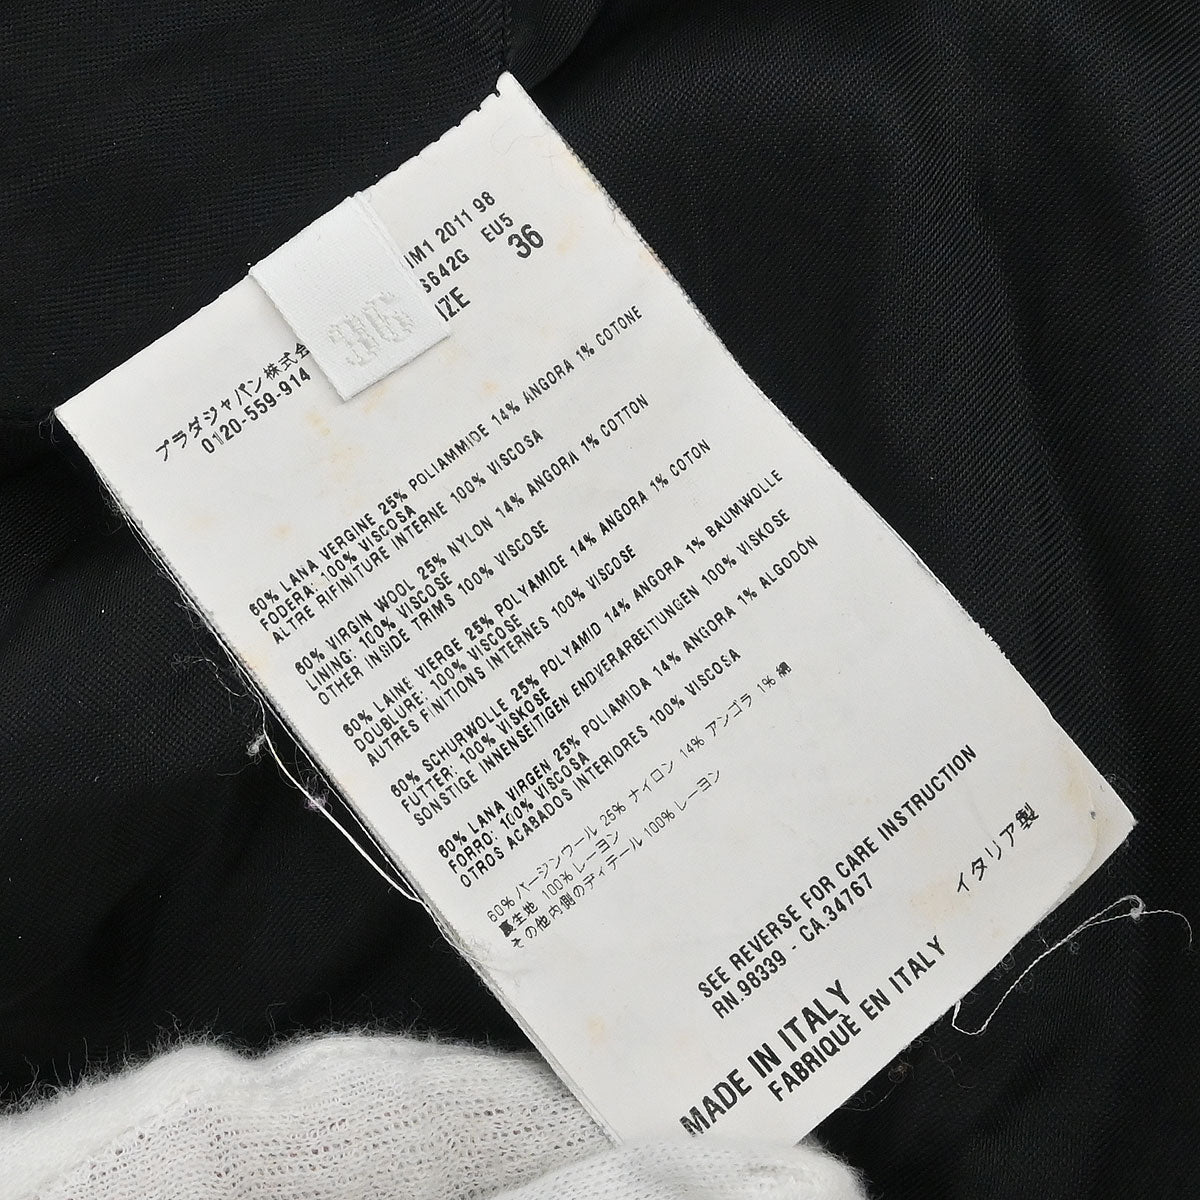 IM1 2011 98
S642G EU5
IZE 36
36
プラダジャパン株式会
0120-559-914
60% LANA VERGINE 25% POLIAMMIDE 14% ANGORA 1% COTONE
FODERA: 100% VISCOSA
ALTRE RIFINITURE INTERNE 100% VISCOSA
60% VIRGIN WOOL 25% NYLON 14% ANGORA 1% COTTON
LINING: 100% VISCOSE
OTHER INSIDE TRIMS 100% VISCOSE
60% LAINE VIERGE 25% POLYAMIDE 14% ANGORA 1% COTON
DOUBLURE: 100% VISCOSE
AUTRES FINITIONS INTERNES 100% VISCOSE
60% SCHURWOLLE 25% POLYAMID 14% ANGORA 1% BAUMWOLLE
FUTTER: 100% VISKOSE
SONSTIGE INNENSEITIGEN ENDVERARBEITUNGEN 100% VISKOSE
60% LANA VIRGEN 25% POLIAMIDA 14% ANGORA 1% ALGODÓN
FORRO: 100% VISCOSA
OTROS ACABADOS INTERIORES 100% VISCOSA
60% バージンウール 25% ナイロン 14% アンゴラ 1% 綿
裏生地 100% レーヨン
その他内側のディテール 100% レーヨン
SEE REVERSE FOR CARE INSTRUCTION
RN.98339 - CA.34767
イタリア製
MADE IN ITALY
FABRIQUÈ EN ITALY